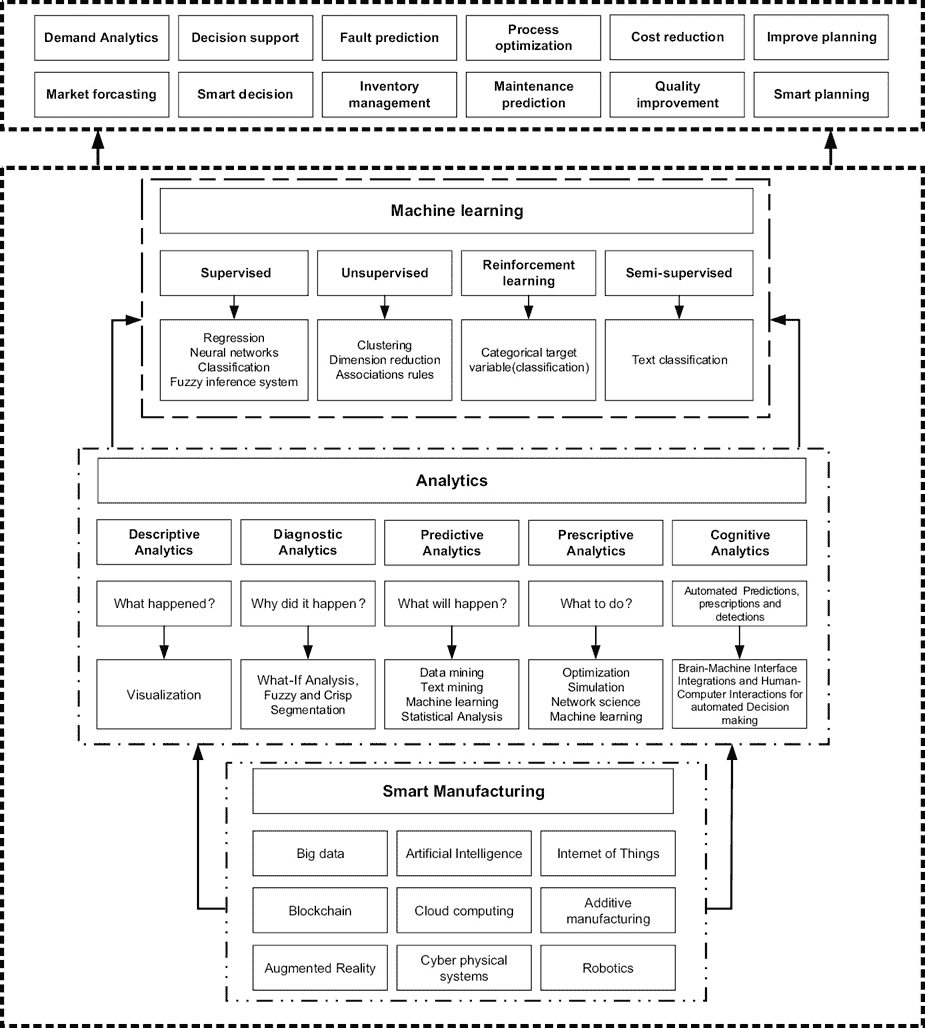 Demand Analytics
Decision support
Fault prediction
Process
optimization
Cost reduction
Improve planning
Market forcasting
Smart decision
Inventory
management
Maintenance
prediction
Quality
improvement
Smart planning
Machine learning
Supervised
Unsupervised
Reinforcement
learning
Semi-supervised
Regression
Neural networks
Classification
Fuzzy inference system
Clustering
Dimension reduction
Associations rules
Categorical target
variable(classification)
Text classification
Analytics
Descriptive
Analytics
Diagnostic
Analytics
Predictive
Analytics
Prescriptive
Analytics
Cognitive
Analytics
What happened?
Why did it happen?
What will happen?
What to do?
Automated Predictions,
prescriptions and
detections
Visualization
What-If Analysis,
Fuzzy and Crisp
Segmentation
Data mining
Text mining
Machine learning
Statistical Analysis
Optimization
Simulation
Network science
Machine learning
Brain-Machine Interface
Integrations and Human-
Computer Interactions for
automated Decision
making
Smart Manufacturing
Big data
Artificial Intelligence
Internet of Things
Blockchain
Cloud computing
Additive
manufacturing
Augmented Reality
Cyber physical
systems
Robotics